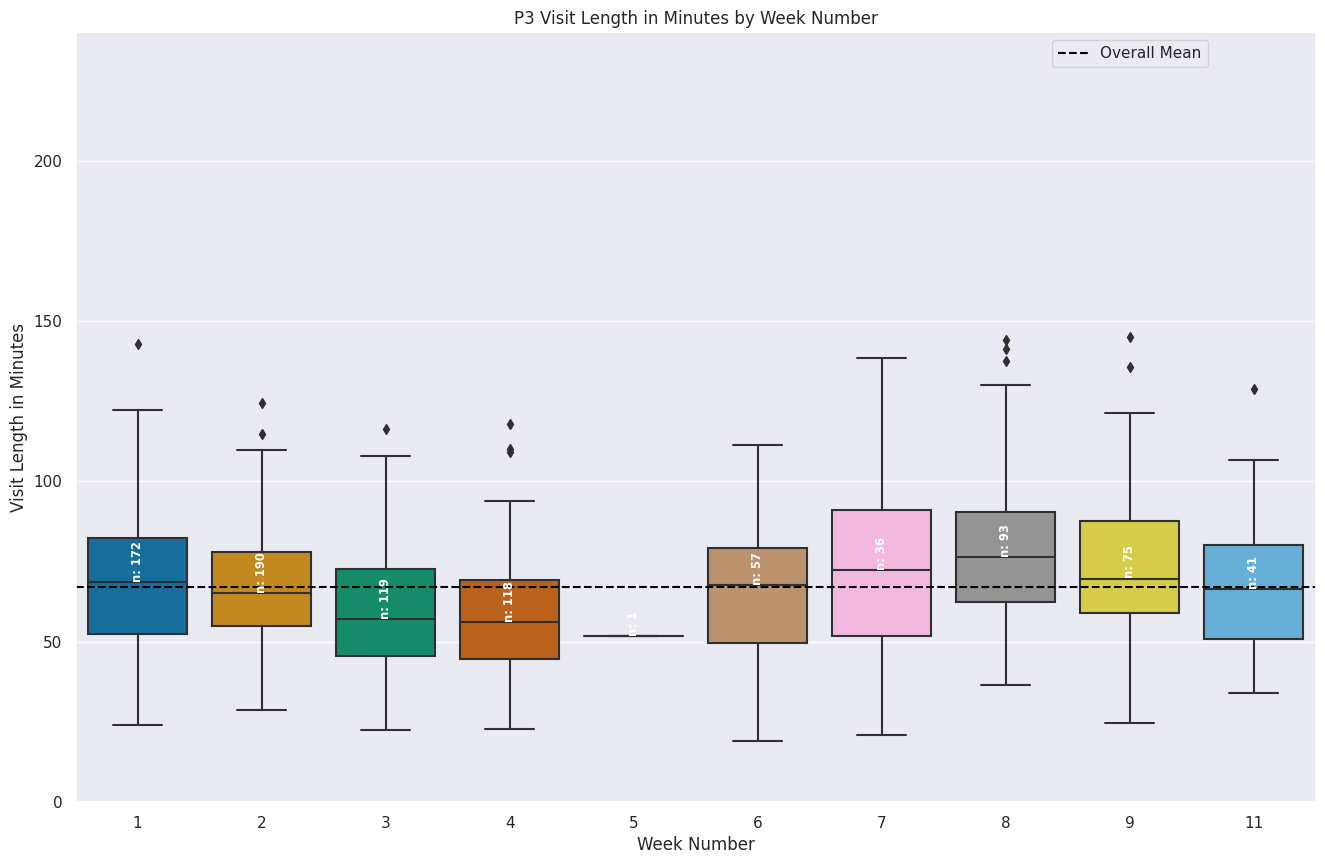 P3 Visit Length in Minutes by Week Number
Overall Mean
Visit Length in Minutes
200
150
100
50
0
n: 172
n: 190
n: 119
n: 118
n: 1
n: 57
n: 36
n: 93
n: 75
n: 41
1 2 3 4 5 6 7 8 9 11
Week Number